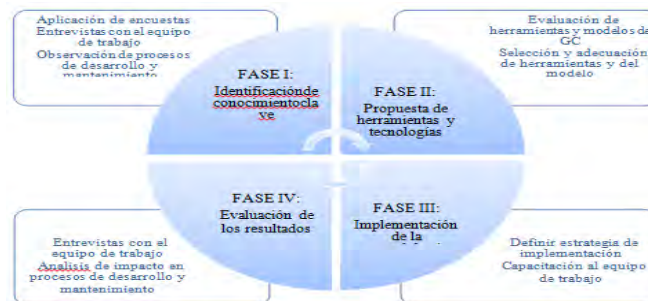 Aplicación de encuestas
Entrevistas con el equipo
de trabajo
Observación de procesos
de desarrollo y
mantenimiento
Evaluación de
herramientas y modelos de
GC
Selección y adecuación
de herramientas y del
modelo
FASE I:
Identificaciónde
conocimientocla
ve
FASE II:
Propuesta de
herramientas y
tecnologías
FASE IV:
Evaluación de
los resultados
FASE III:
Implementación
de la
Entrevistas con el
equipo de trabajo
Analisis de impacto en
procesos de desarrollo y
mantenimiento
Definir estrategia de
implementación
Capacitación al equipo
de trabajo